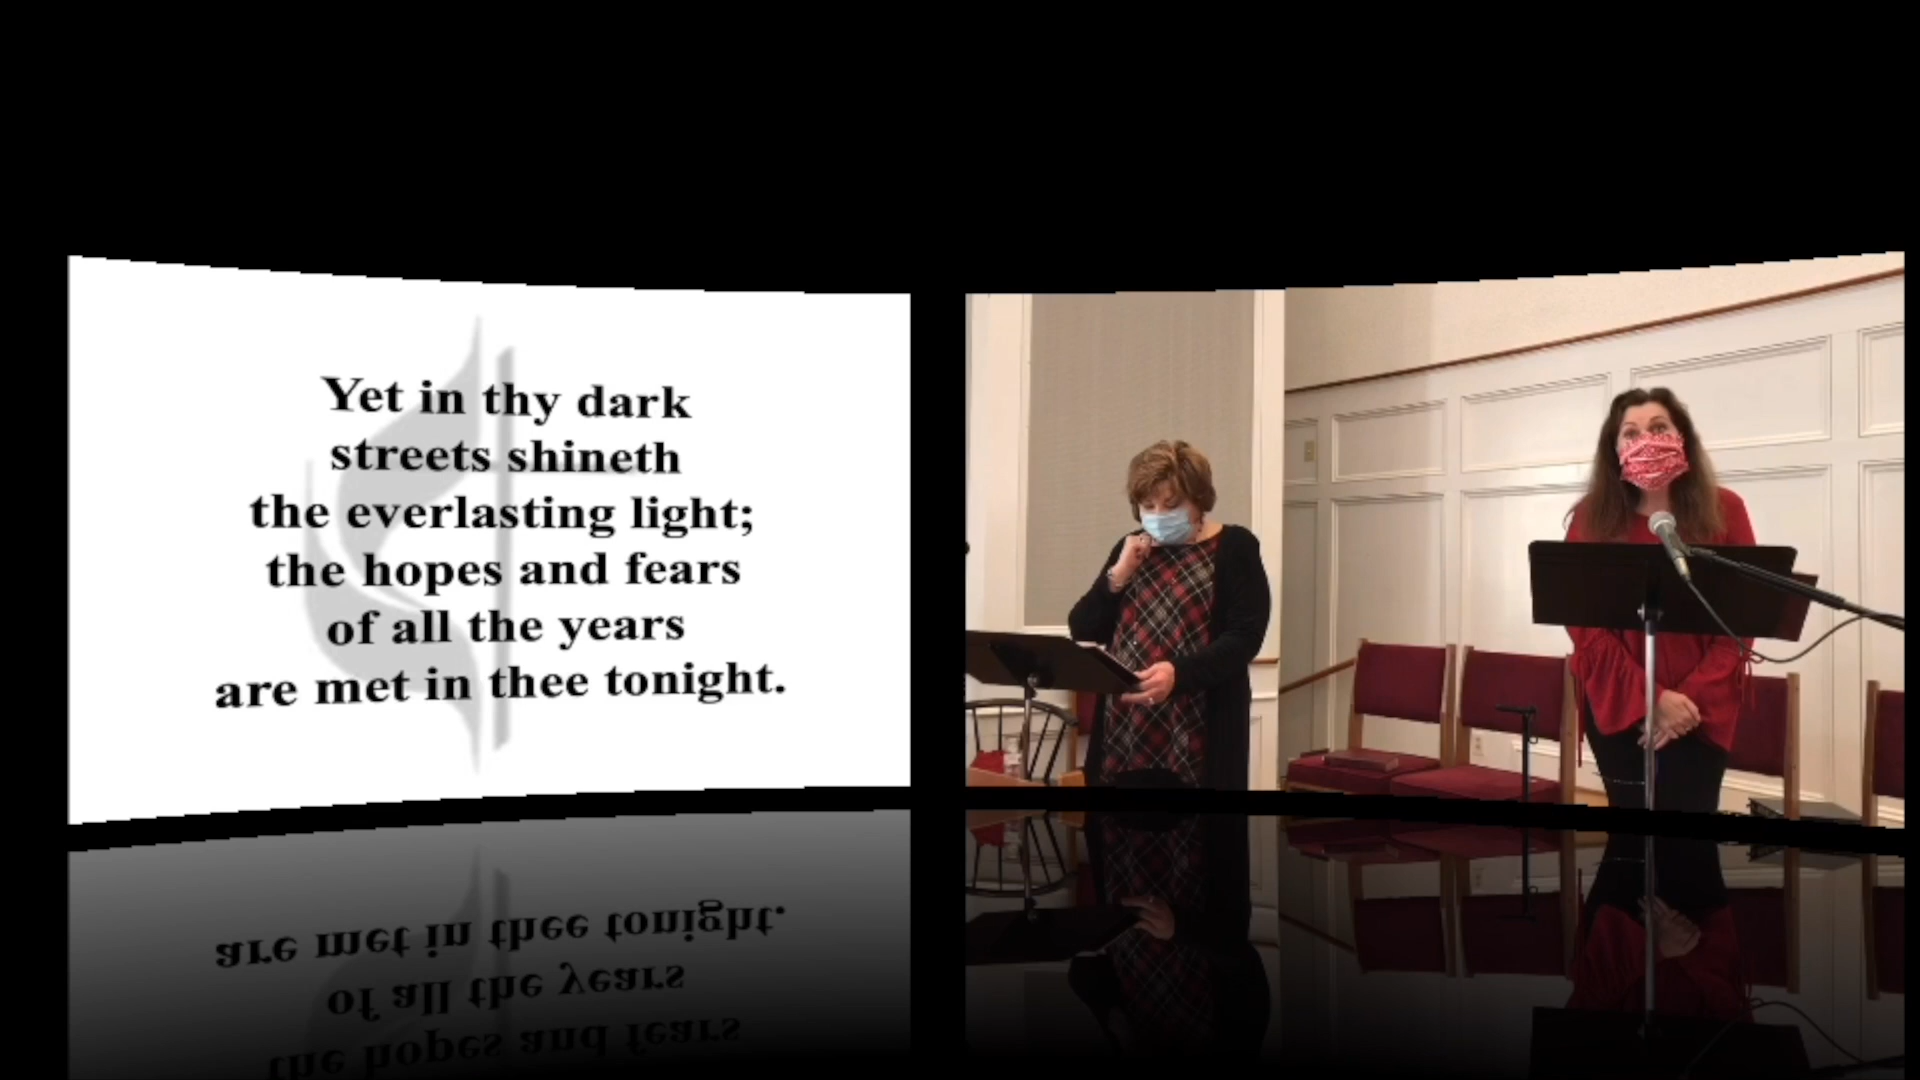 Yet in thy dark
streets shineth
the everlasting light;
the hopes and fears
of all the years
are met in thee tonight.